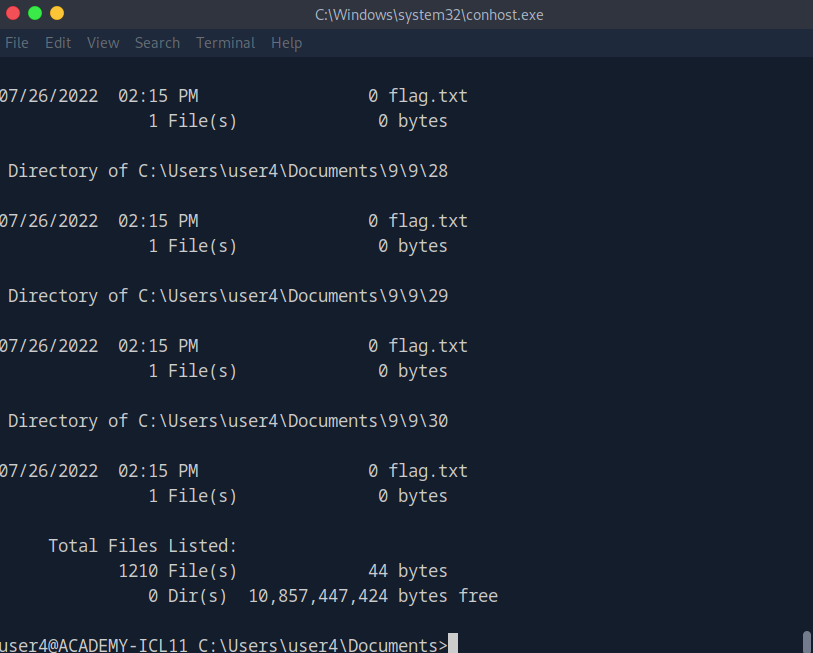 C:\Windows\system32\conhost.exe
File Edit View Search Terminal Help
07/26/2022  02:15 PM                 0 flag.txt
               1 File(s)              0 bytes
 Directory of C:\Users\user4\Documents\9\9\28
07/26/2022  02:15 PM                 0 flag.txt
               1 File(s)              0 bytes
 Directory of C:\Users\user4\Documents\9\9\29
07/26/2022  02:15 PM                 0 flag.txt
               1 File(s)              0 bytes
 Directory of C:\Users\user4\Documents\9\9\30
07/26/2022  02:15 PM                 0 flag.txt
               1 File(s)              0 bytes
     Total Files Listed:
            1210 File(s)             44 bytes
               0 Dir(s)  10,857,447,424 bytes free
user4@ACADEMY-ICL11 C:\Users\user4\Documents>